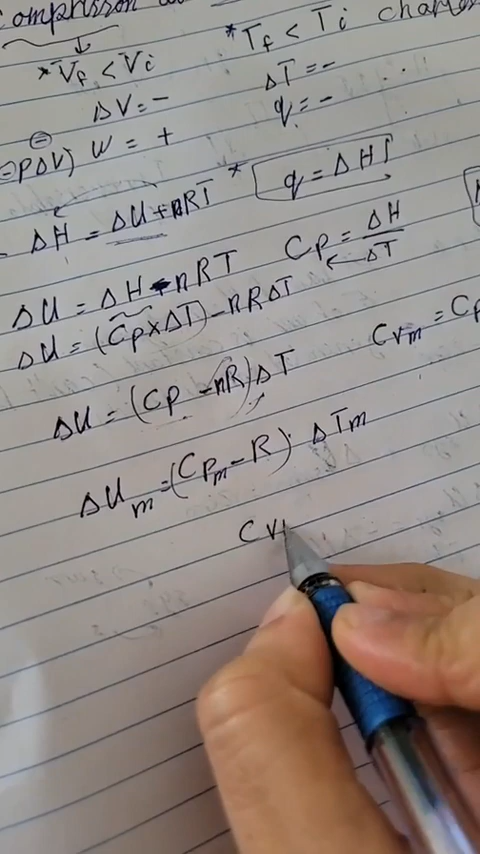 Comprission
* Vf < Vi
* Tf < Ti
ΔV = -
ΔT = -
-PΔV) W = +
q = -
ΔH = ΔU + nRT
* q = ΔH
ΔU = ΔH - nRT
Cp = ΔH / ΔT
ΔU = (Cp × ΔT) - nRΔT
Cvm = Cp
ΔU = (Cp - nR) ΔT
ΔUm = (Cpm - R) · ΔTm
Cv